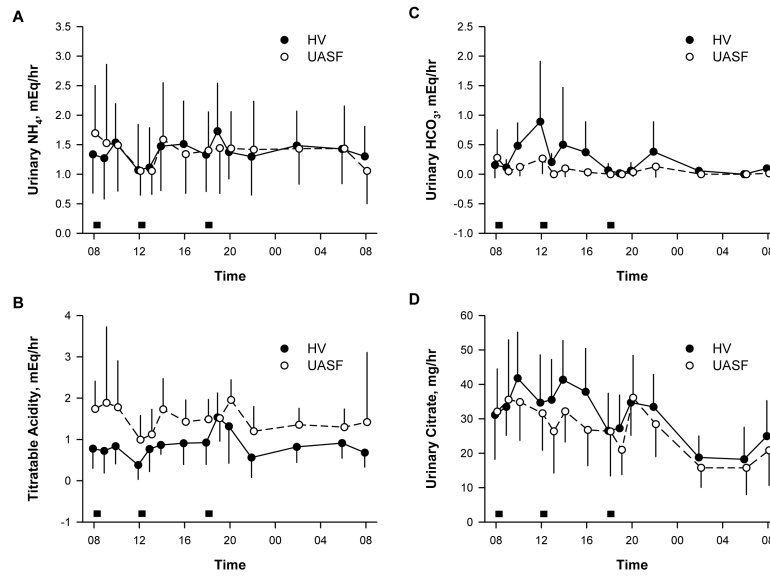 A
HV
UASF
Urinary NH4, mEq/hr
3.5
3.0
2.5
2.0
1.5
1.0
0.5
0.0
08 12 16 20 00 04 08
Time
C
HV
UASF
Urinary HCO3, mEq/hr
2.5
2.0
1.5
1.0
0.5
0.0
-0.5
-1.0
08 12 16 20 00 04 08
Time
B
HV
UASF
Titratable Acidity, mEq/hr
4
3
2
1
0
-1
08 12 16 20 00 04 08
Time
D
HV
UASF
Urinary Citrate, mg/hr
60
50
40
30
20
10
0
08 12 16 20 00 04 08
Time